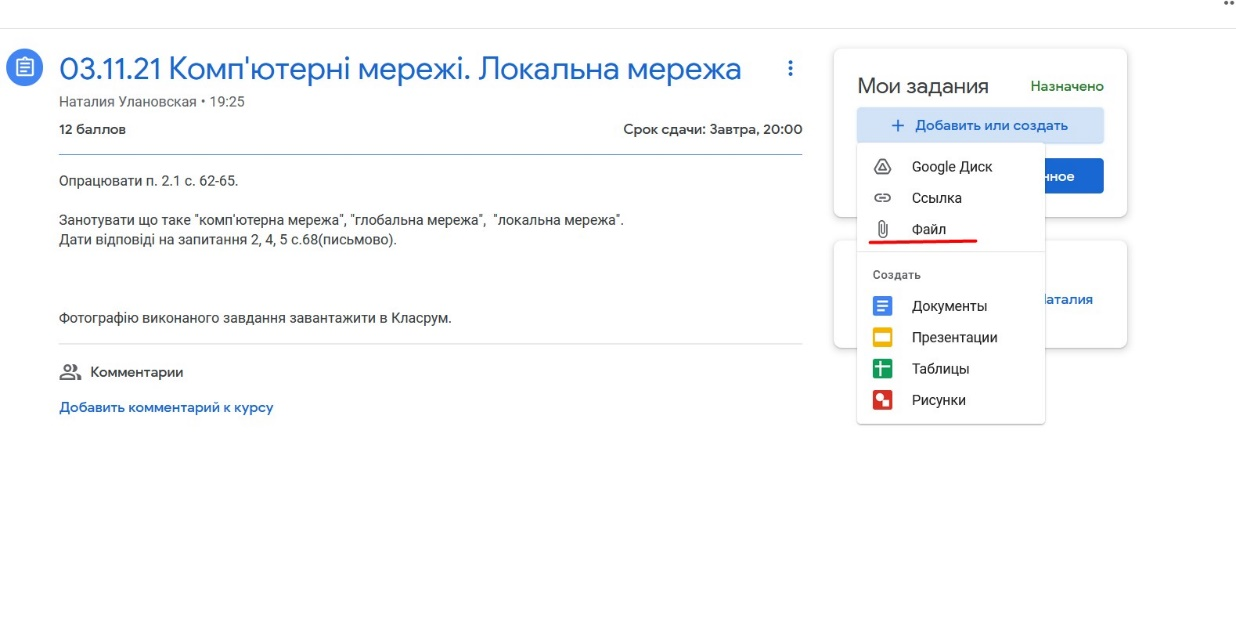 03.11.21 Комп'ютерні мережі. Локальна мережа
Наталия Улановская • 19:25
12 баллов
Срок сдачи: Завтра, 20:00
Опрацювати п. 2.1 с. 62-65.
Занотувати що таке "комп'ютерна мережа", "глобальна мережа",  "локальна мережа".
Дати відповіді на запитання 2, 4, 5 с.68(письмово).
Фотографію виконаного завдання завантажити в Класрум.
Комментарии
Добавить комментарий к курсу
Мои задания
Назначено
+ Добавить или создать
Google Диск
Ссылка
Файл
Создать
Документы
Презентации
Таблицы
Рисунки